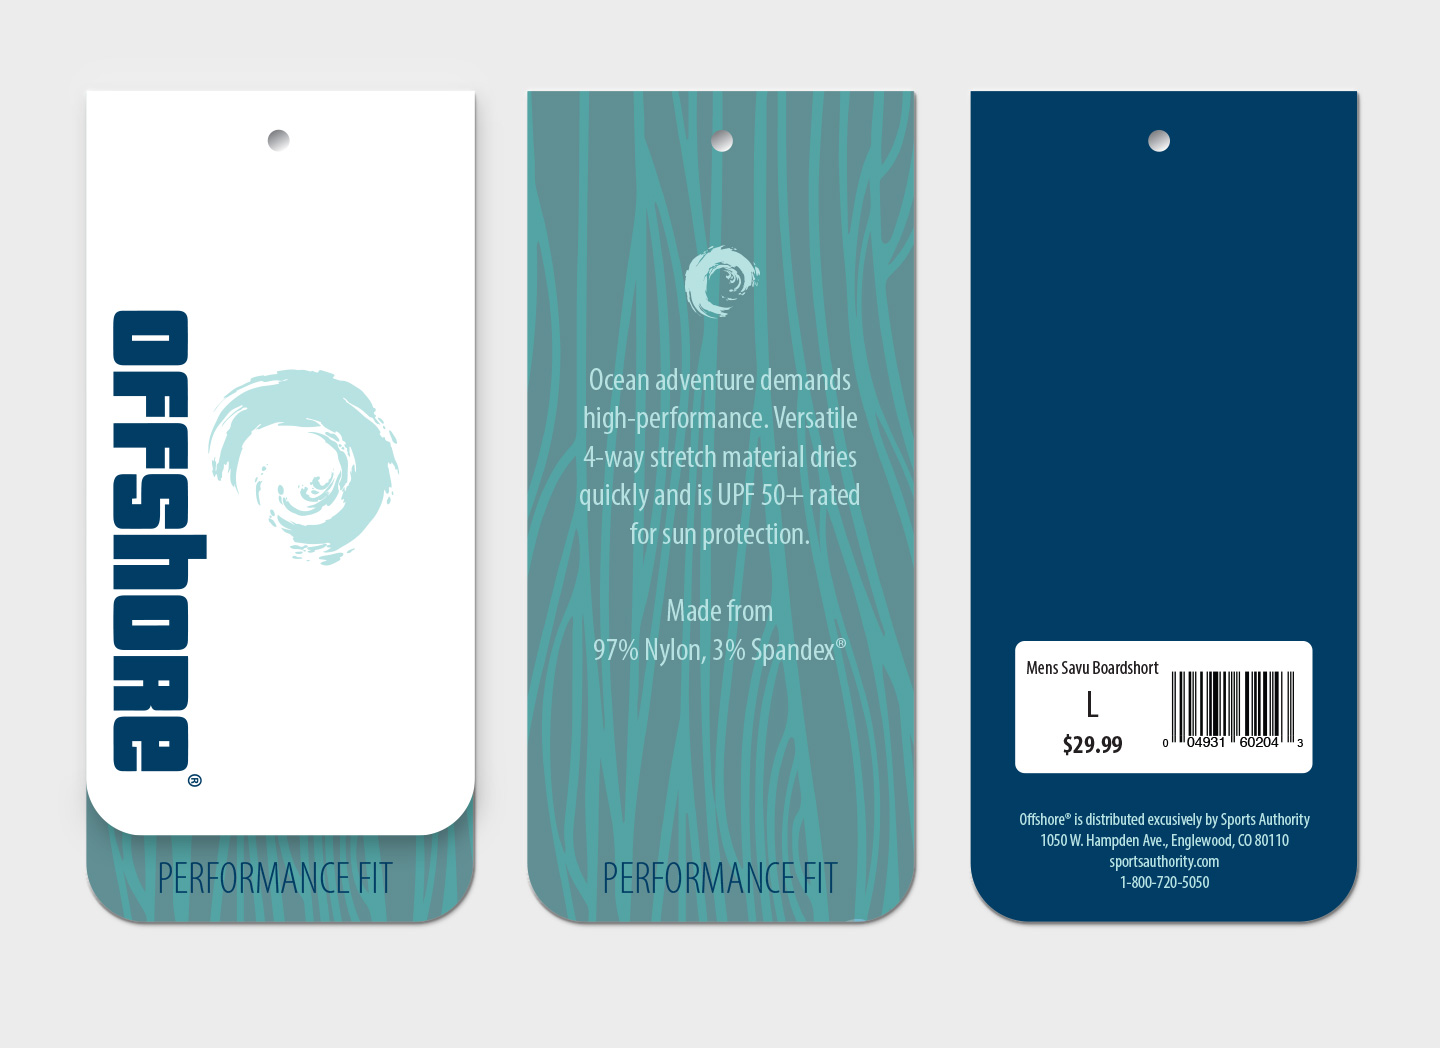 offshore®
PERFORMANCE FIT
Ocean adventure demands
high-performance. Versatile
4-way stretch material dries
quickly and is UPF 50+ rated
for sun protection.
Made from
97% Nylon, 3% Spandex®
PERFORMANCE FIT
Mens Savu Boardshort
L
$29.99
0 04931 60204 3
Offshore® is distributed excusively by Sports Authority
1050 W. Hampden Ave., Englewood, CO 80110
sportsauthority.com
1-800-720-5050